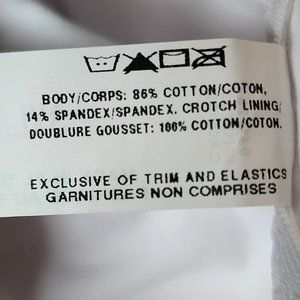 BODY/CORPS: 86% COTTON/COTON,
14% SPANDEX/SPANDEX. CROTCH LINING/
DOUBLURE GOUSSET: 100% COTTON/COTON.
EXCLUSIVE OF TRIM AND ELASTICS
GARNITURES NON COMPRISES